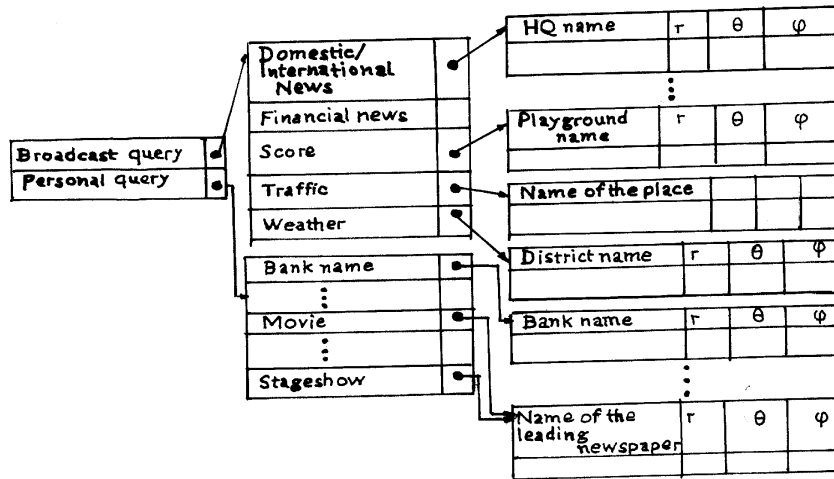 Broadcast query
Personal query
Domestic/
International
News
Financial news
Score
Traffic
Weather
Bank name
Movie
Stageshow
HQ name r θ φ
Playground
name r θ φ
Name of the place
District name r θ φ
Bank name r θ φ
Name of the r θ φ
leading
newspaper